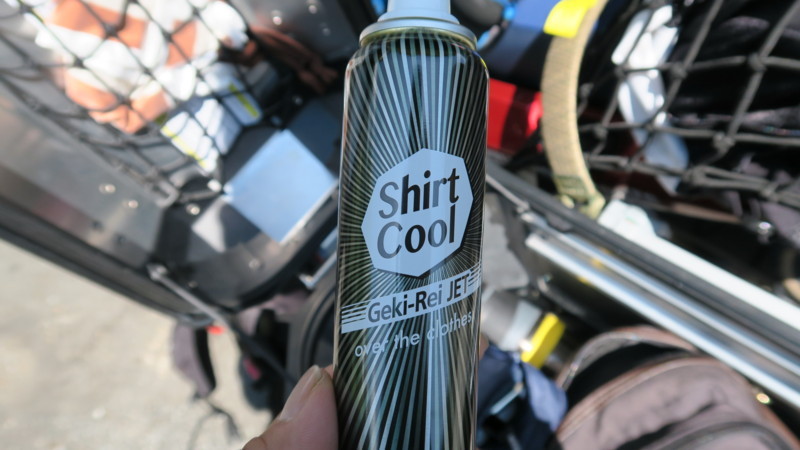 Shirt
Cool
Geki-Rei JET
over the clothes